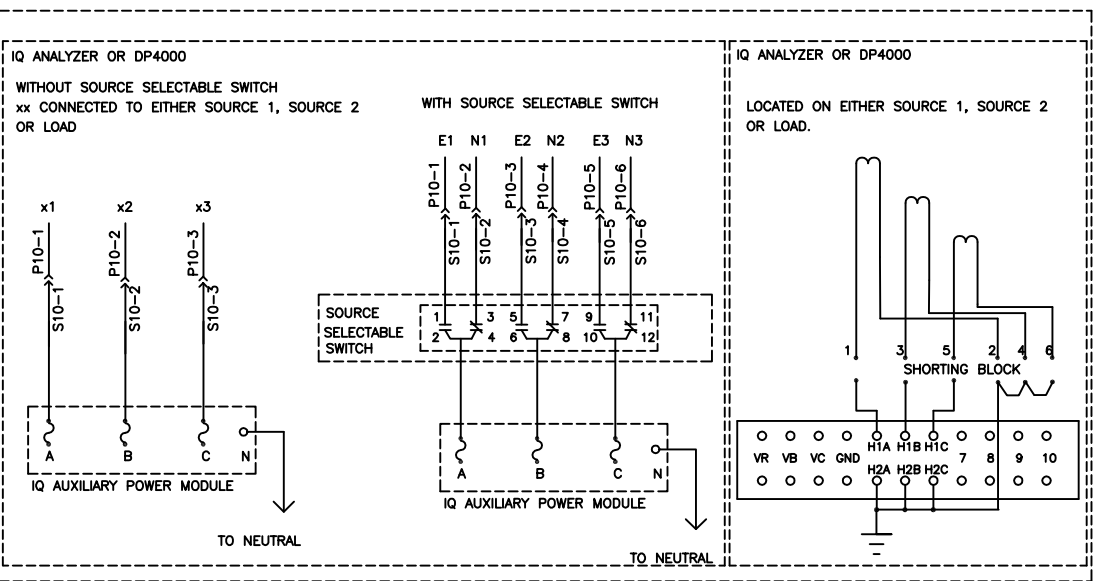 IQ ANALYZER OR DP4000
WITHOUT SOURCE SELECTABLE SWITCH
xx CONNECTED TO EITHER SOURCE 1, SOURCE 2
OR LOAD
x1 x2 x3
P10-1 P10-2 P10-3
S10-1 S10-2 S10-3
A B C N
IQ AUXILIARY POWER MODULE
TO NEUTRAL
WITH SOURCE SELECTABLE SWITCH
E1 N1 E2 N2 E3 N3
P10-1 P10-2 P10-3 P10-4 P10-5 P10-6
S10-1 S10-2 S10-3 S10-4 S10-5 S10-6
SOURCE
SELECTABLE
SWITCH
1 3 5 7 9 11
2 4 6 8 10 12
A B C N
IQ AUXILIARY POWER MODULE
TO NEUTRAL
IQ ANALYZER OR DP4000
LOCATED ON EITHER SOURCE 1, SOURCE 2
OR LOAD.
1 3 5 2 4 6
SHORTING BLOCK
H1A H1B H1C
VR VB VC GND 7 8 9 10
H2A H2B H2C